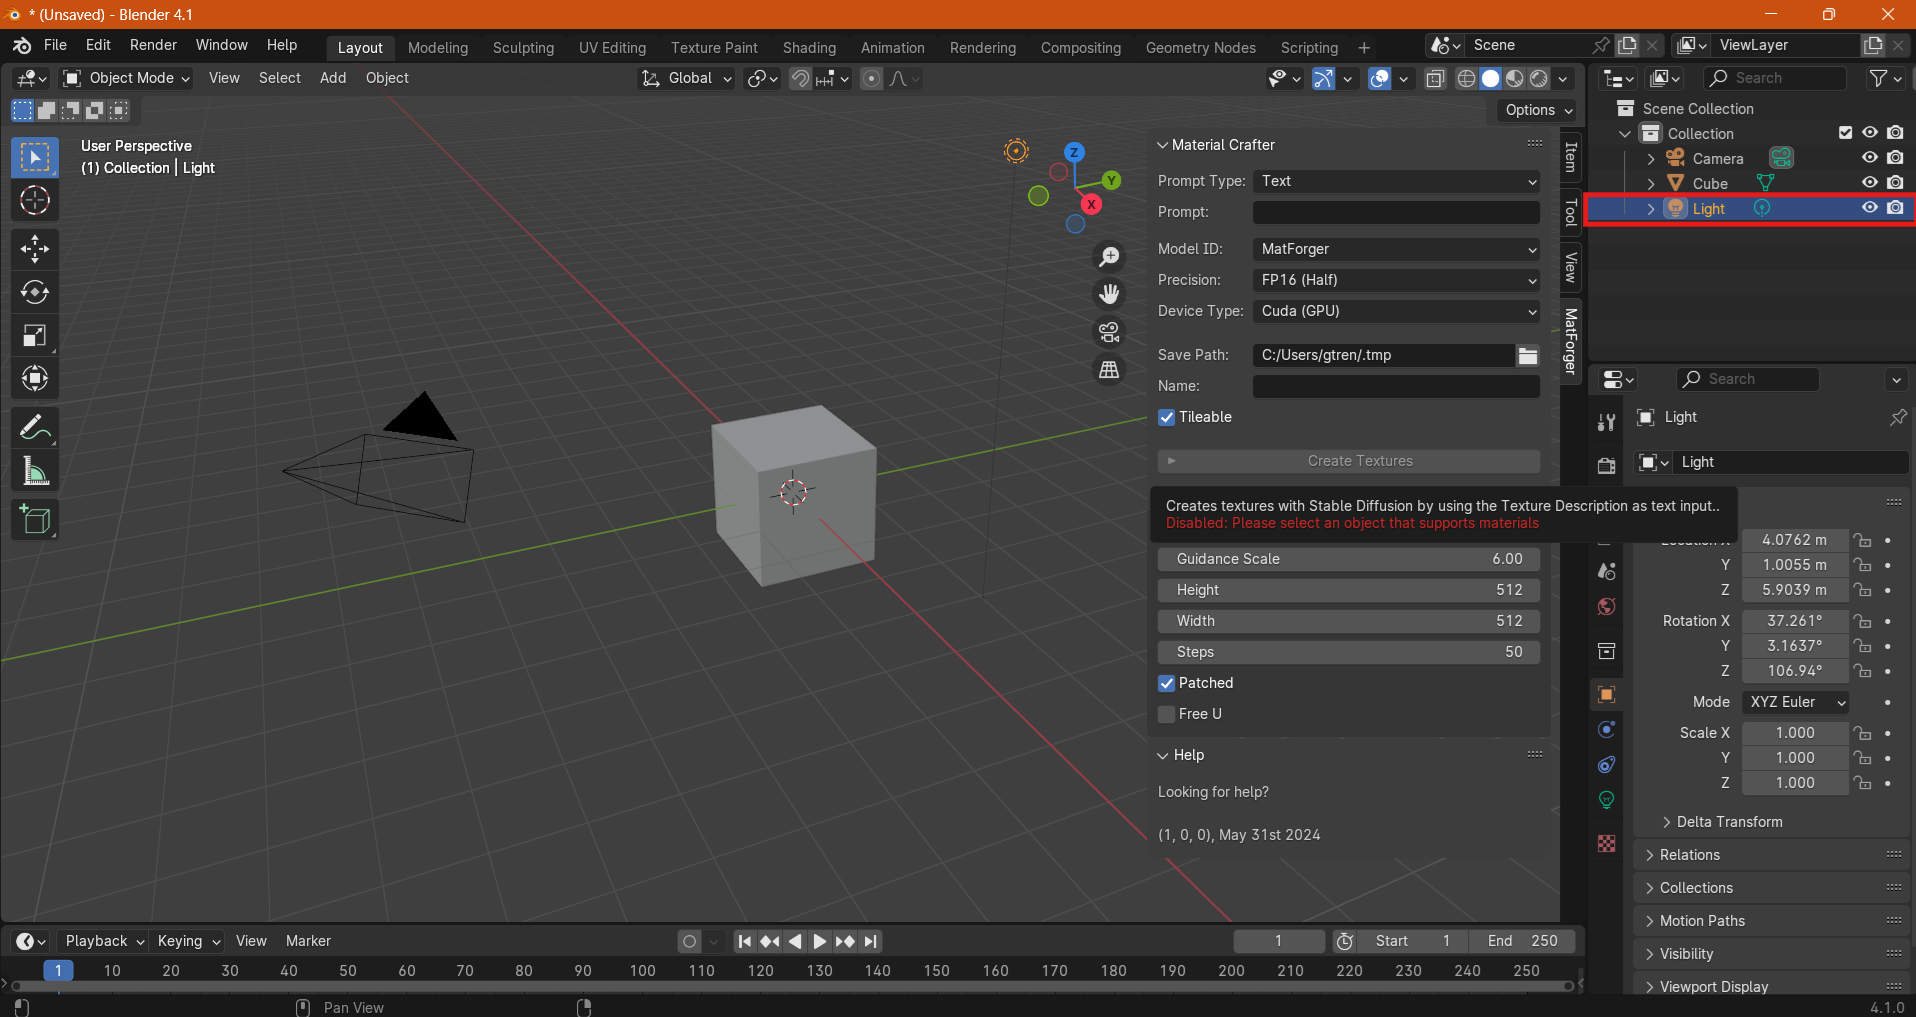 * (Unsaved) - Blender 4.1
File Edit Render Window Help Layout Modeling Sculpting UV Editing Texture Paint Shading Animation Rendering Compositing Geometry Nodes Scripting + Scene ViewLayer
Object Mode View Select Add Object Global Search
Options
User Perspective
(1) Collection | Light
Z
Y
X
Material Crafter
Prompt Type: Text
Prompt:
Model ID: MatForger
Precision: FP16 (Half)
Device Type: Cuda (GPU)
Save Path: C:/Users/gtren/.tmp
Name:
Tileable
Create Textures
Creates textures with Stable Diffusion by using the Texture Description as text input..
Disabled: Please select an object that supports materials
Guidance Scale 6.00
Height 512
Width 512
Steps 50
Patched
Free U
Help
Looking for help?
(1, 0, 0), May 31st 2024
Item
Tool
View
MatForger
Scene Collection
Collection
Camera
Cube
Light
Search
Light
Light
Location X 4.0762 m
Y 1.0055 m
Z 5.9039 m
Rotation X 37.261°
Y 3.1637°
Z 106.94°
Mode XYZ Euler
Scale X 1.000
Y 1.000
Z 1.000
Delta Transform
Relations
Collections
Motion Paths
Visibility
Viewport Display
Playback Keying View Marker 1 Start 1 End 250
1 10 20 30 40 50 60 70 80 90 100 110 120 130 140 150 160 170 180 190 200 210 220 230 240 250
Pan View 4.1.0